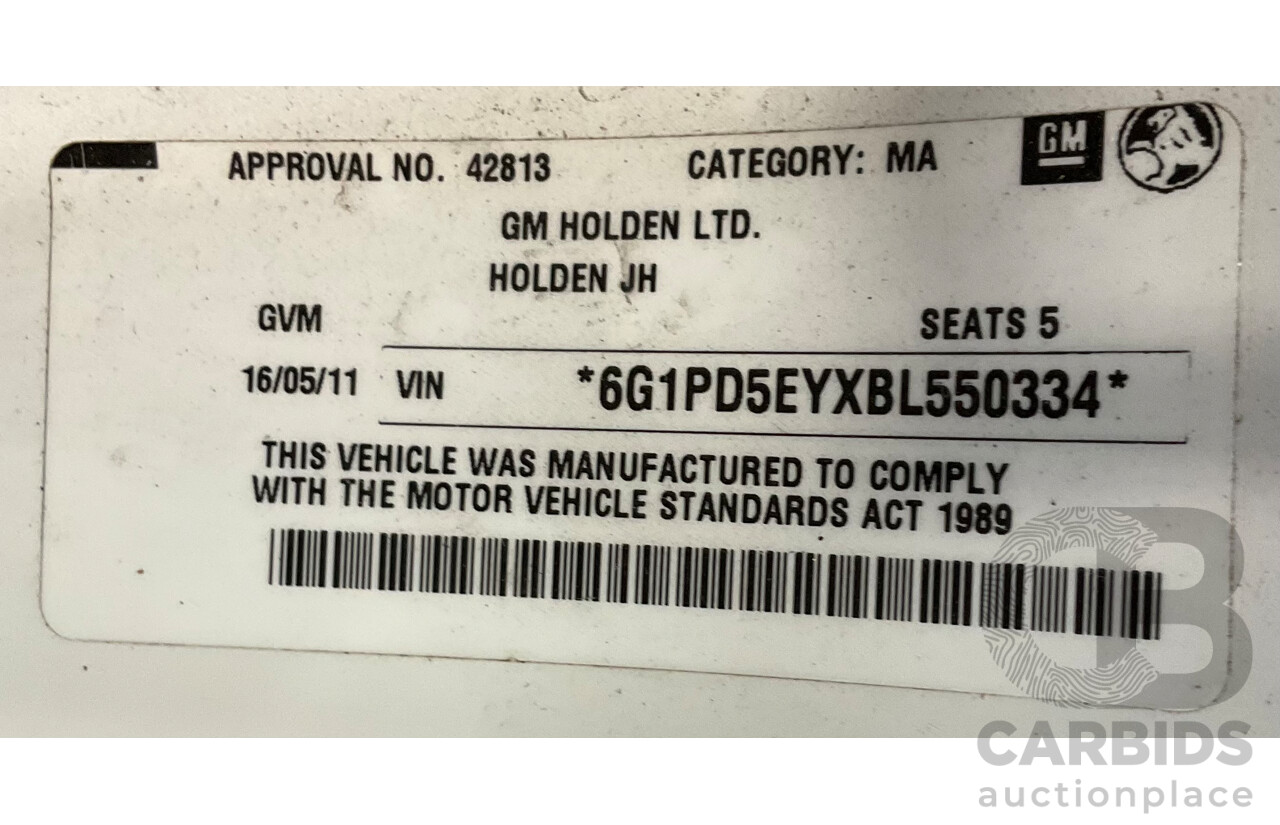 APPROVAL NO. 42813 CATEGORY: MA GM
GM HOLDEN LTD.
HOLDEN JH
GVM SEATS 5
16/05/11 VIN *6G1PD5EYXBL550334*
THIS VEHICLE WAS MANUFACTURED TO COMPLY
WITH THE MOTOR VEHICLE STANDARDS ACT 1989
CB
CARBIDS
auctionplace